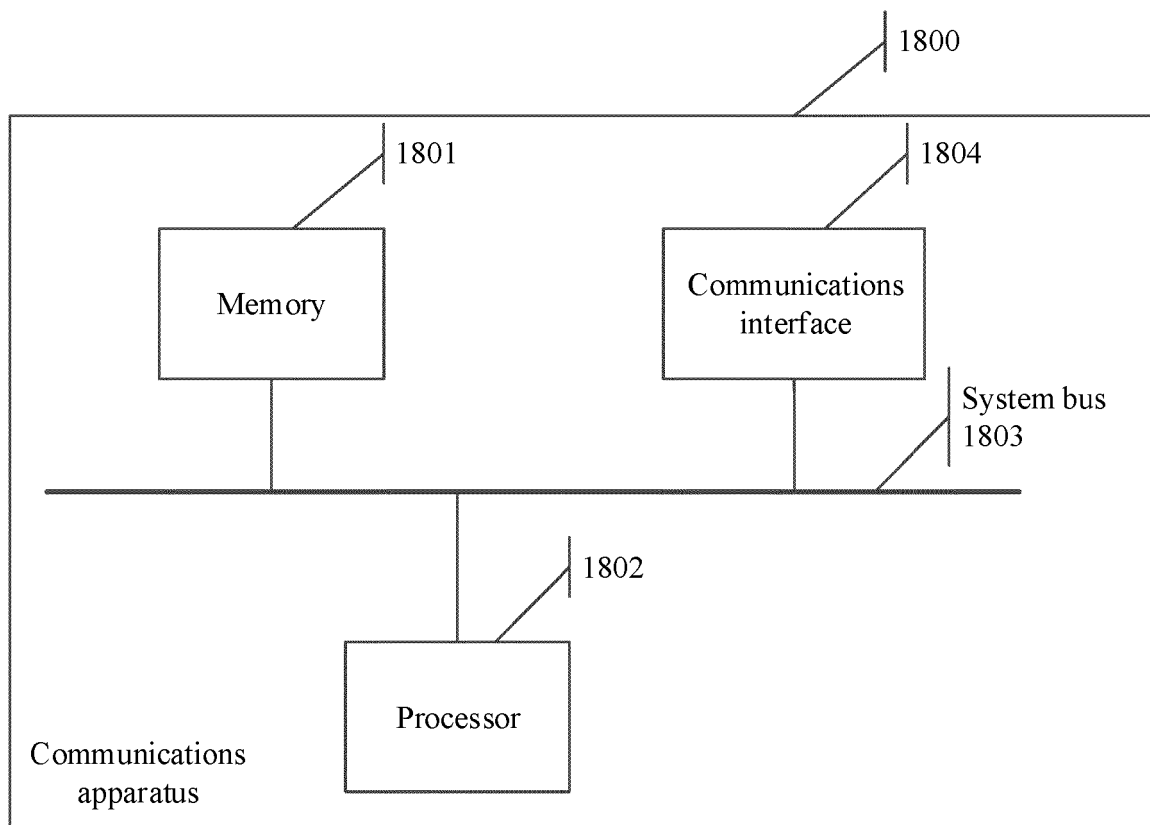 1800
1801
1804
Memory
Communications
interface
System bus
1803
1802
Processor
Communications
apparatus